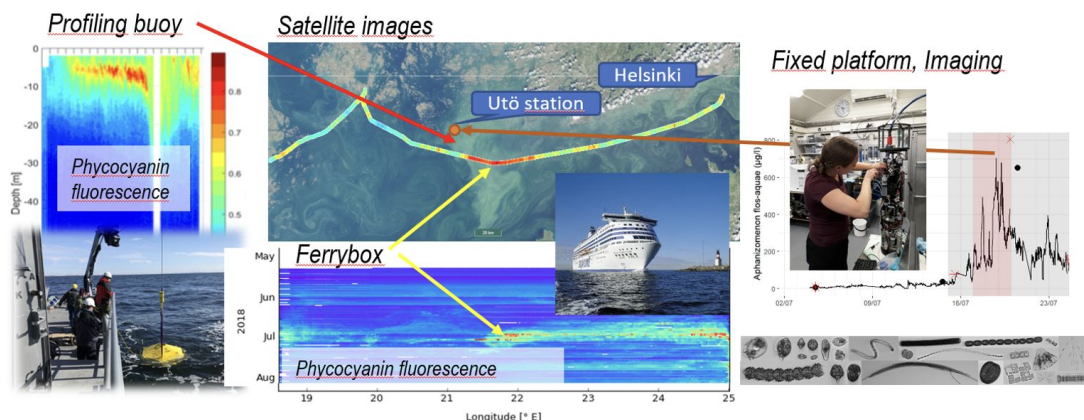 Profiling buoy
Satellite images
Fixed platform, Imaging
Helsinki
Utö station
Phycocyanin
fluorescence
Depth [m]
0
-10
-20
-30
-40
0.8
0.7
0.6
0.5
Ferrybox
May
Jun
Jul
Aug
2018
Phycocyanin fluorescence
19
20
21
22
23
24
25
Longitude [° E]
Aphanizomenon flos-aquae (µg/l)
800
600
400
200
0
02/07
09/07
16/07
23/07